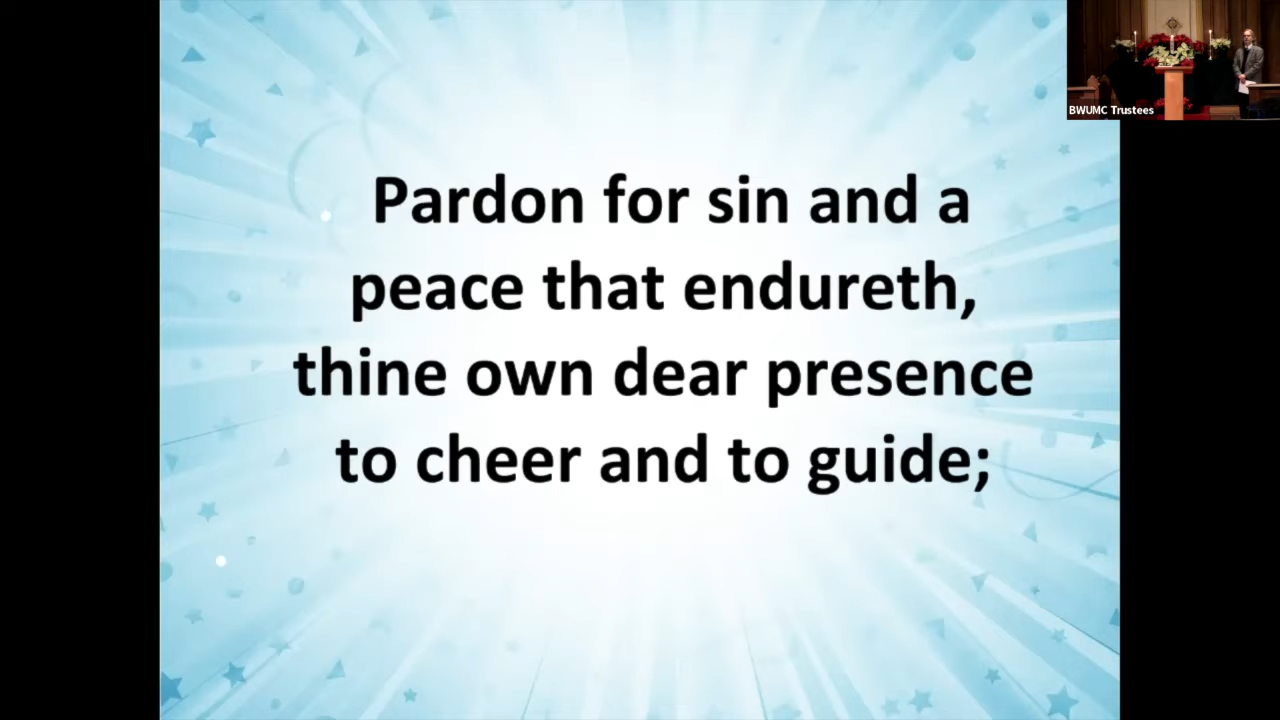 BWUMC Trustees
Pardon for sin and a
peace that endureth,
thine own dear presence
to cheer and to guide;